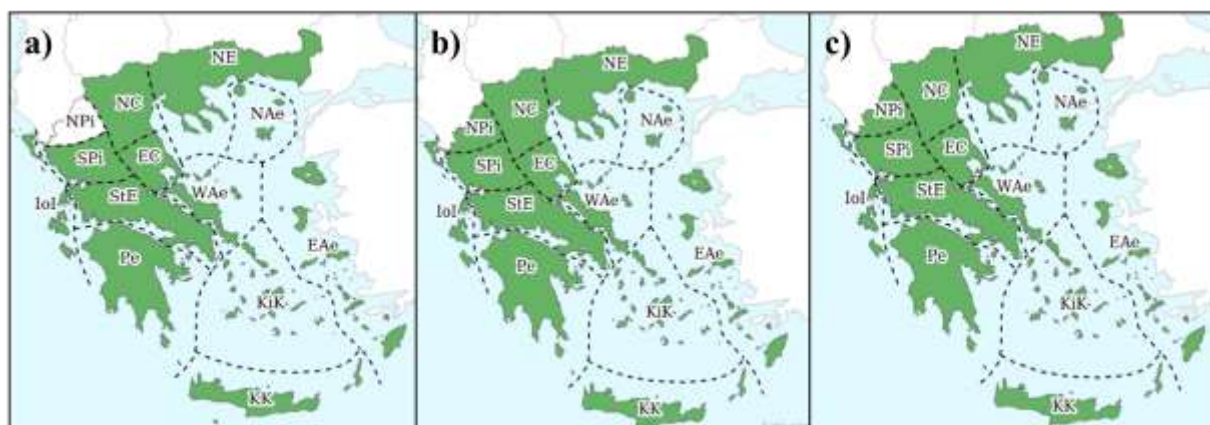 a)
NE
NC
NAe
NPi
SPi
EC
StE
WAe
IoI
EAe
Pe
KiK
KK
b)
NE
NC
NAe
NPi
SPi
EC
StE
WAe
IoI
EAe
Pe
KiK
KK
c)
NE
NC
NAe
NPi
SPi
EC
StE
WAe
IoI
EAe
Pe
KiK
KK